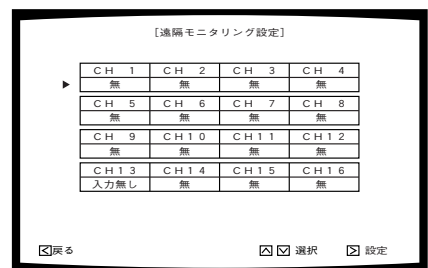 [遠隔モニタリング設定]
CH 1 CH 2 CH 3 CH 4
▶ 無 無 無 無
CH 5 CH 6 CH 7 CH 8
無 無 無 無
CH 9 CH10 CH11 CH12
無 無 無 無
CH13 CH14 CH15 CH16
入力無し 無 無 無
<戻る ∧ ∨ 選択 > 設定